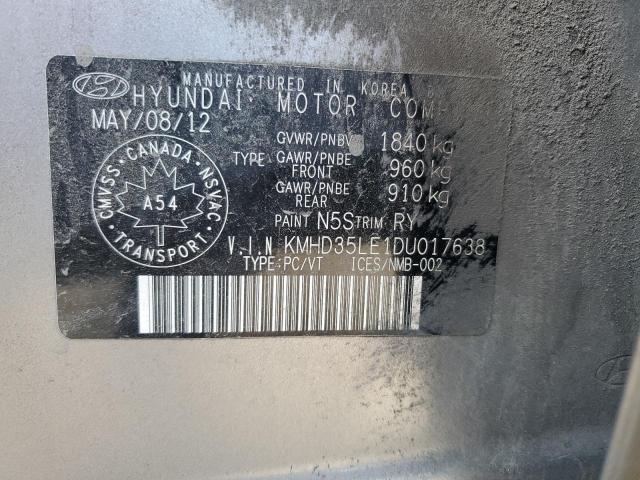 MANUFACTURED IN KOREA
HYUNDAI MOTOR COM
MAY/08/12
GVWR/PNBV 1840 kg
TYPE: GAWR/PNBE FRONT 960 kg
GAWR/PNBE REAR 910 kg
CANADA
CMVSS NSVAC
A54
TRANSPORT
PAINT N5S TRIM RY
V.I.N KMHD35LE1DU017638
TYPE:PC/VT ICES/NMB-002